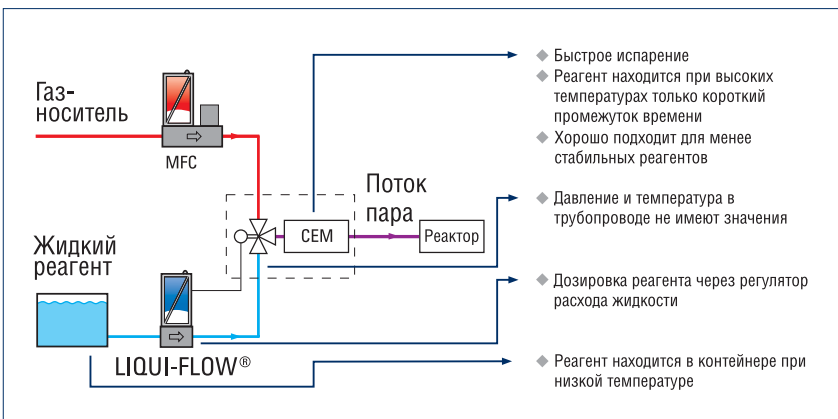 Газ-
носитель
MFC
Жидкий
реагент
LIQUI-FLOW®
CEM
Поток
пара
Реактор
Быстрое испарение
Реагент находится при высоких
температурах только короткий
промежуток времени
Хорошо подходит для менее
стабильных реагентов
Давление и температура в
трубопроводе не имеют значения
Дозировка реагента через регулятор
расхода жидкости
Реагент находится в контейнере при
низкой температуре